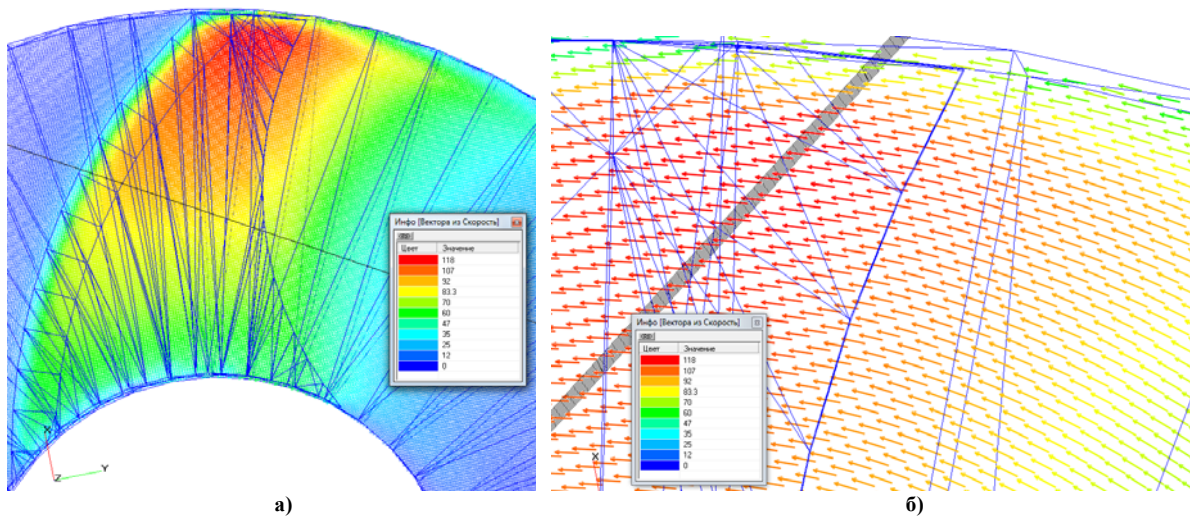 Инфо [Вектора из Скорость]
Цвет Значение
118
107
92
83.3
70
60
47
35
25
12
0
X
Y
Z
а)
Инфо [Вектора из Скорость]
Цвет Значение
118
107
92
83.3
70
60
47
35
25
12
0
X
б)